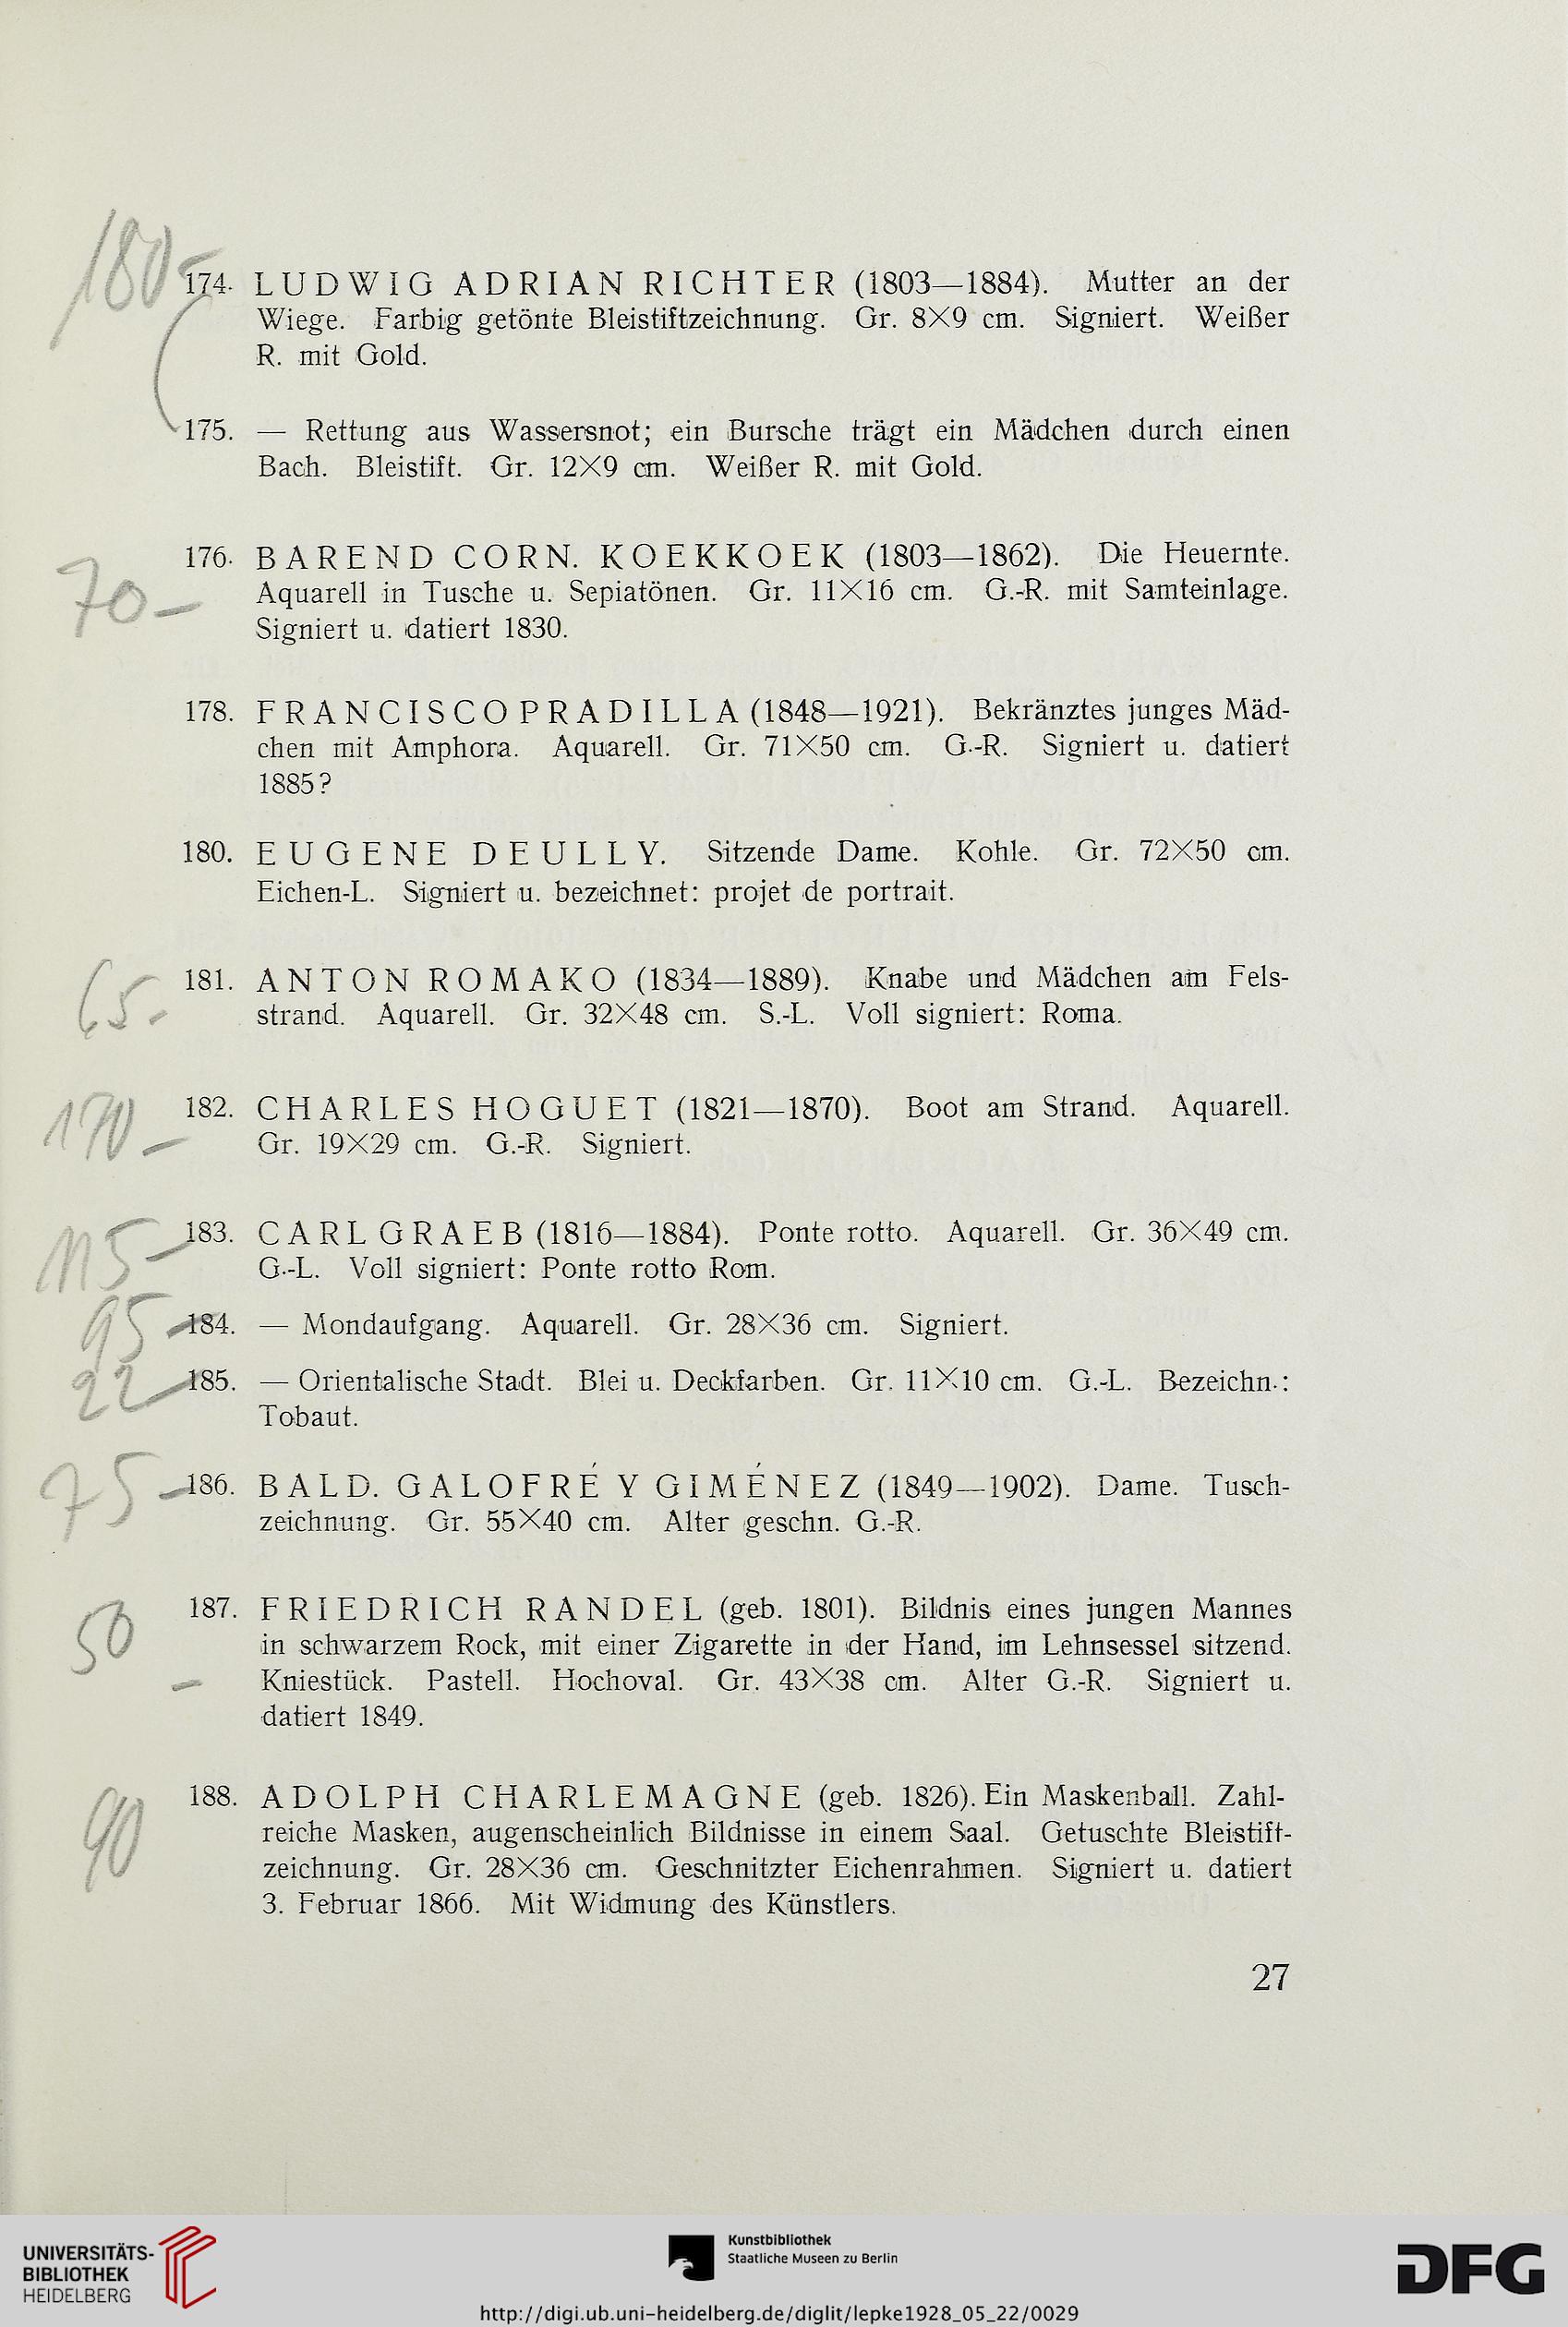 180-
174. LUDWIG ADRIAN RICHTER (1803—1884). Mutter an der
Wiege. Farbig getönte Bleistiftzeichnung. Gr. 8×9 cm. Signiert. Weißer
R. mit Gold.
175. — Rettung aus Wassersnot; ein Bursche trägt ein Mädchen durch einen
Bach. Bleistift. Gr. 12×9 cm. Weißer R. mit Gold.
70-
176. BAREND CORN. KOEKKOEK (1803—1862). Die Heuernte.
Aquarell in Tusche u. Sepiatönen. Gr. 11×16 cm. G.-R. mit Samteinlage.
Signiert u. datiert 1830.
178. FRANCISCO PRADILLA (1848—1921). Bekränztes junges Mäd-
chen mit Amphora. Aquarell. Gr. 71×50 cm. G.-R. Signiert u. datiert
1885?
180. EUGENE DEULLY. Sitzende Dame. Kohle. Gr. 72×50 cm.
Eichen-L. Signiert u. bezeichnet: projet de portrait.
65-
181. ANTON ROMAKO (1834—1889). Knabe und Mädchen am Fels-
strand. Aquarell. Gr. 32×48 cm. S.-L. Voll signiert: Roma.
170-
182. CHARLES HOGUET (1821—1870). Boot am Strand. Aquarell.
Gr. 19×29 cm. G.-R. Signiert.
115-
183. CARL GRAEB (1816—1884). Ponte rotto. Aquarell. Gr. 36×49 cm.
G.-L. Voll signiert: Ponte rotto Rom.
95-
184. — Mondaufgang. Aquarell. Gr. 28×36 cm. Signiert.
22-
185. — Orientalische Stadt. Blei u. Deckfarben. Gr. 11×10 cm. G.-L. Bezeichn.:
Tobaut.
75-
186. BALD. GALOFRÉ Y GIMÉNEZ (1849—1902). Dame. Tusch-
zeichnung. Gr. 55×40 cm. Alter geschn. G.-R.
50-
187. FRIEDRICH RANDEL (geb. 1801). Bildnis eines jungen Mannes
in schwarzem Rock, mit einer Zigarette in der Hand, im Lehnsessel sitzend.
Kniestück. Pastell. Hochoval. Gr. 43×38 cm. Alter G.-R. Signiert u.
datiert 1849.
90
188. ADOLPH CHARLEMAGNE (geb. 1826). Ein Maskenball. Zahl-
reiche Masken, augenscheinlich Bildnisse in einem Saal. Getuschte Bleistift-
zeichnung. Gr. 28×36 cm. Geschnitzter Eichenrahmen. Signiert u. datiert
3. Februar 1866. Mit Widmung des Künstlers.
27
UNIVERSITÄTS-
BIBLIOTHEK
HEIDELBERG
Kunstbibliothek
Staatliche Museen zu Berlin
DFG
http://digi.ub.uni-heidelberg.de/diglit/lepke1928_05_22/0029